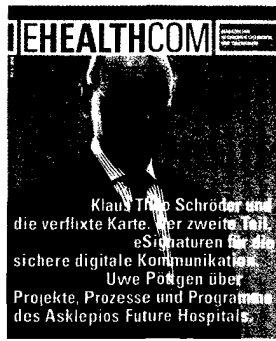 EHEALTHCOM
Klaus Theo Schröder und
die verflixte Karte. Der zweite Teil.
eSignaturen für die
sichere digitale Kommunikation.
Uwe Pöttgen über
Projekte, Prozesse und Programme
des Asklepios Future Hospitals.